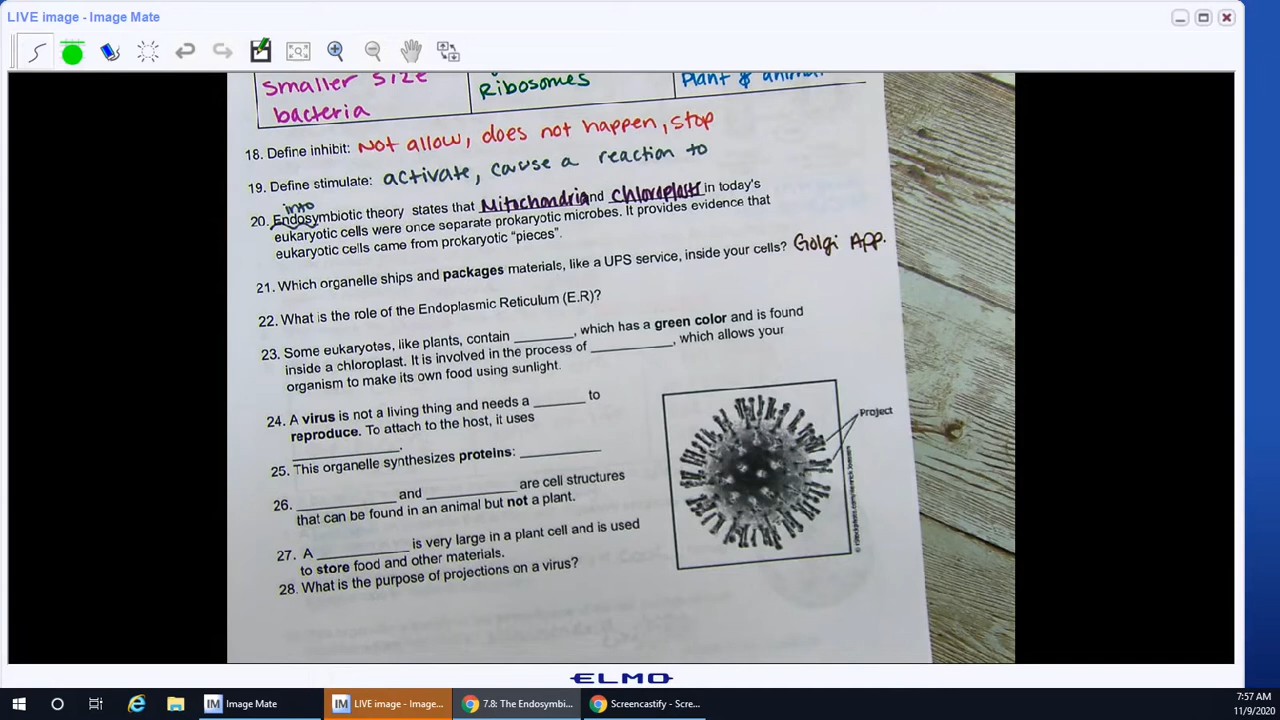 LIVE image - Image Mate
Smaller size
bacteria
Ribosomes
Plant & animal
18. Define inhibit: Not allow, does not happen, stop
19. Define stimulate: activate, cause a reaction to
into
20. Endosymbiotic theory states that Mitochondria and chloroplasts in today's
eukaryotic cells were once separate prokaryotic microbes. It provides evidence that
eukaryotic cells came from prokaryotic "pieces".
21. Which organelle ships and packages materials, like a UPS service, inside your cells? Golgi App.
22. What is the role of the Endoplasmic Reticulum (E.R)?
23. Some eukaryotes, like plants, contain ________, which has a green color and is found
inside a chloroplast. It is involved in the process of ___________, which allows your
organism to make its own food using sunlight.
24. A virus is not a living thing and needs a _______ to
reproduce. To attach to the host, it uses
______________.
25. This organelle synthesizes proteins: ___________
26. _____________ and ____________ are cell structures
that can be found in an animal but not a plant.
27. A ____________ is very large in a plant cell and is used
to store food and other materials.
28. What is the purpose of projections on a virus?
Project
ELMO
Image Mate
LIVE image - Image...
7.8: The Endosymbi...
Screencastify - Scre...
7:57 AM
11/9/2020